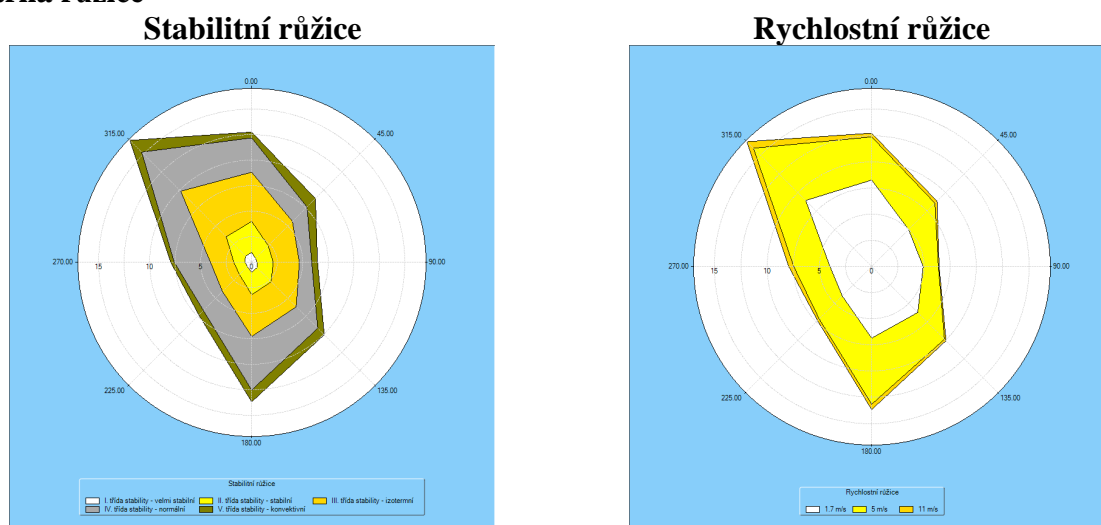 Stabilitní růžice
Rychlostní růžice
0.00
315.00
45.00
270.00
15
10
5
0
90.00
225.00
135.00
180.00
Stabilitní růžice
I. třída stability - velmi stabilní
II. třída stability - stabilní
III. třída stability - izotermní
IV. třída stability - normální
V. třída stability - konvektivní
0.00
315.00
45.00
270.00
15
10
5
0
90.00
225.00
135.00
180.00
Rychlostní růžice
1.7 m/s
5 m/s
11 m/s